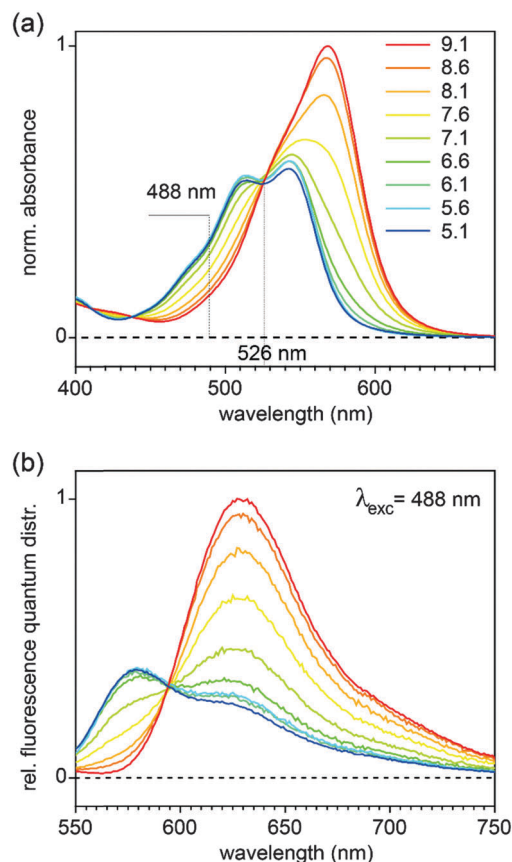 (a)
1
norm. absorbance
0
488 nm
526 nm
9.1
8.6
8.1
7.6
7.1
6.6
6.1
5.6
5.1
400
500
600
wavelength (nm)
(b)
1
rel. fluorescence quantum distr.
0
λexc= 488 nm
550
600
650
700
750
wavelength (nm)